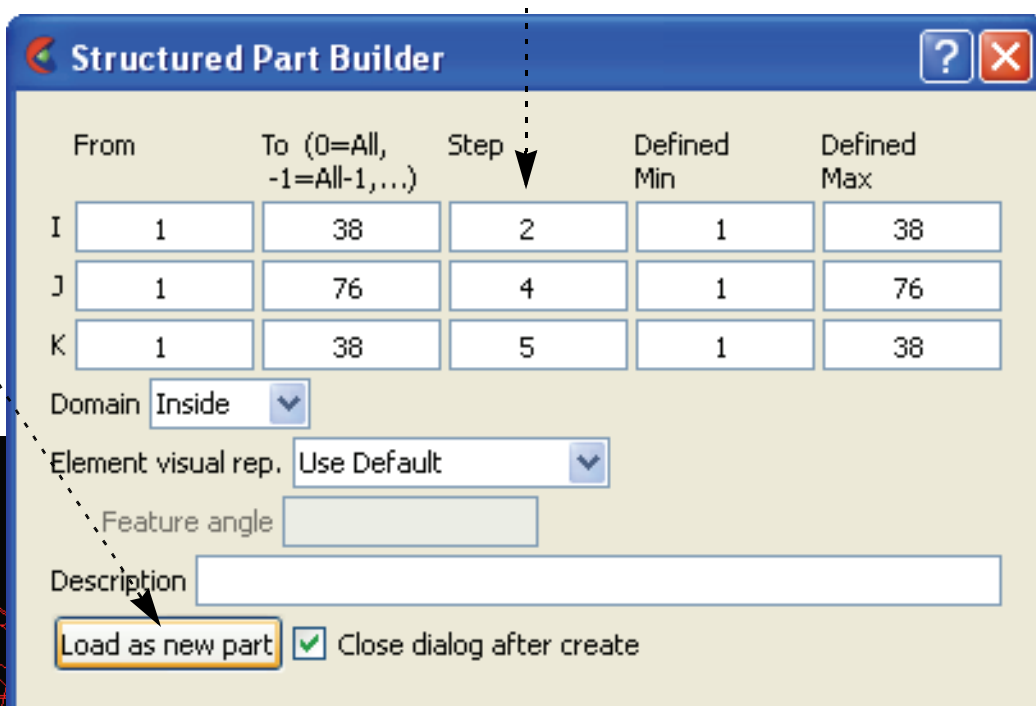 Structured Part Builder
From To (0=All, -1=All-1,...) Step Defined Min Defined Max
I 1 38 2 1 38
J 1 76 4 1 76
K 1 38 5 1 38
Domain Inside
Element visual rep. Use Default
Feature angle
Description
Load as new part Close dialog after create